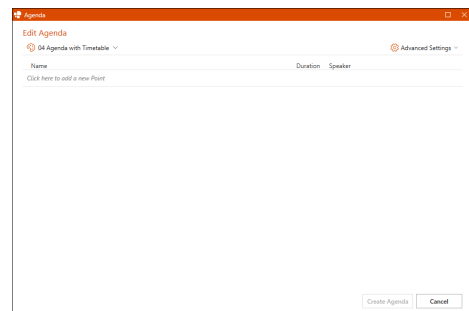 Agenda
Edit Agenda
04 Agenda with Timetable
Advanced Settings
Name Duration Speaker
Click here to add a new Point
Create Agenda Cancel